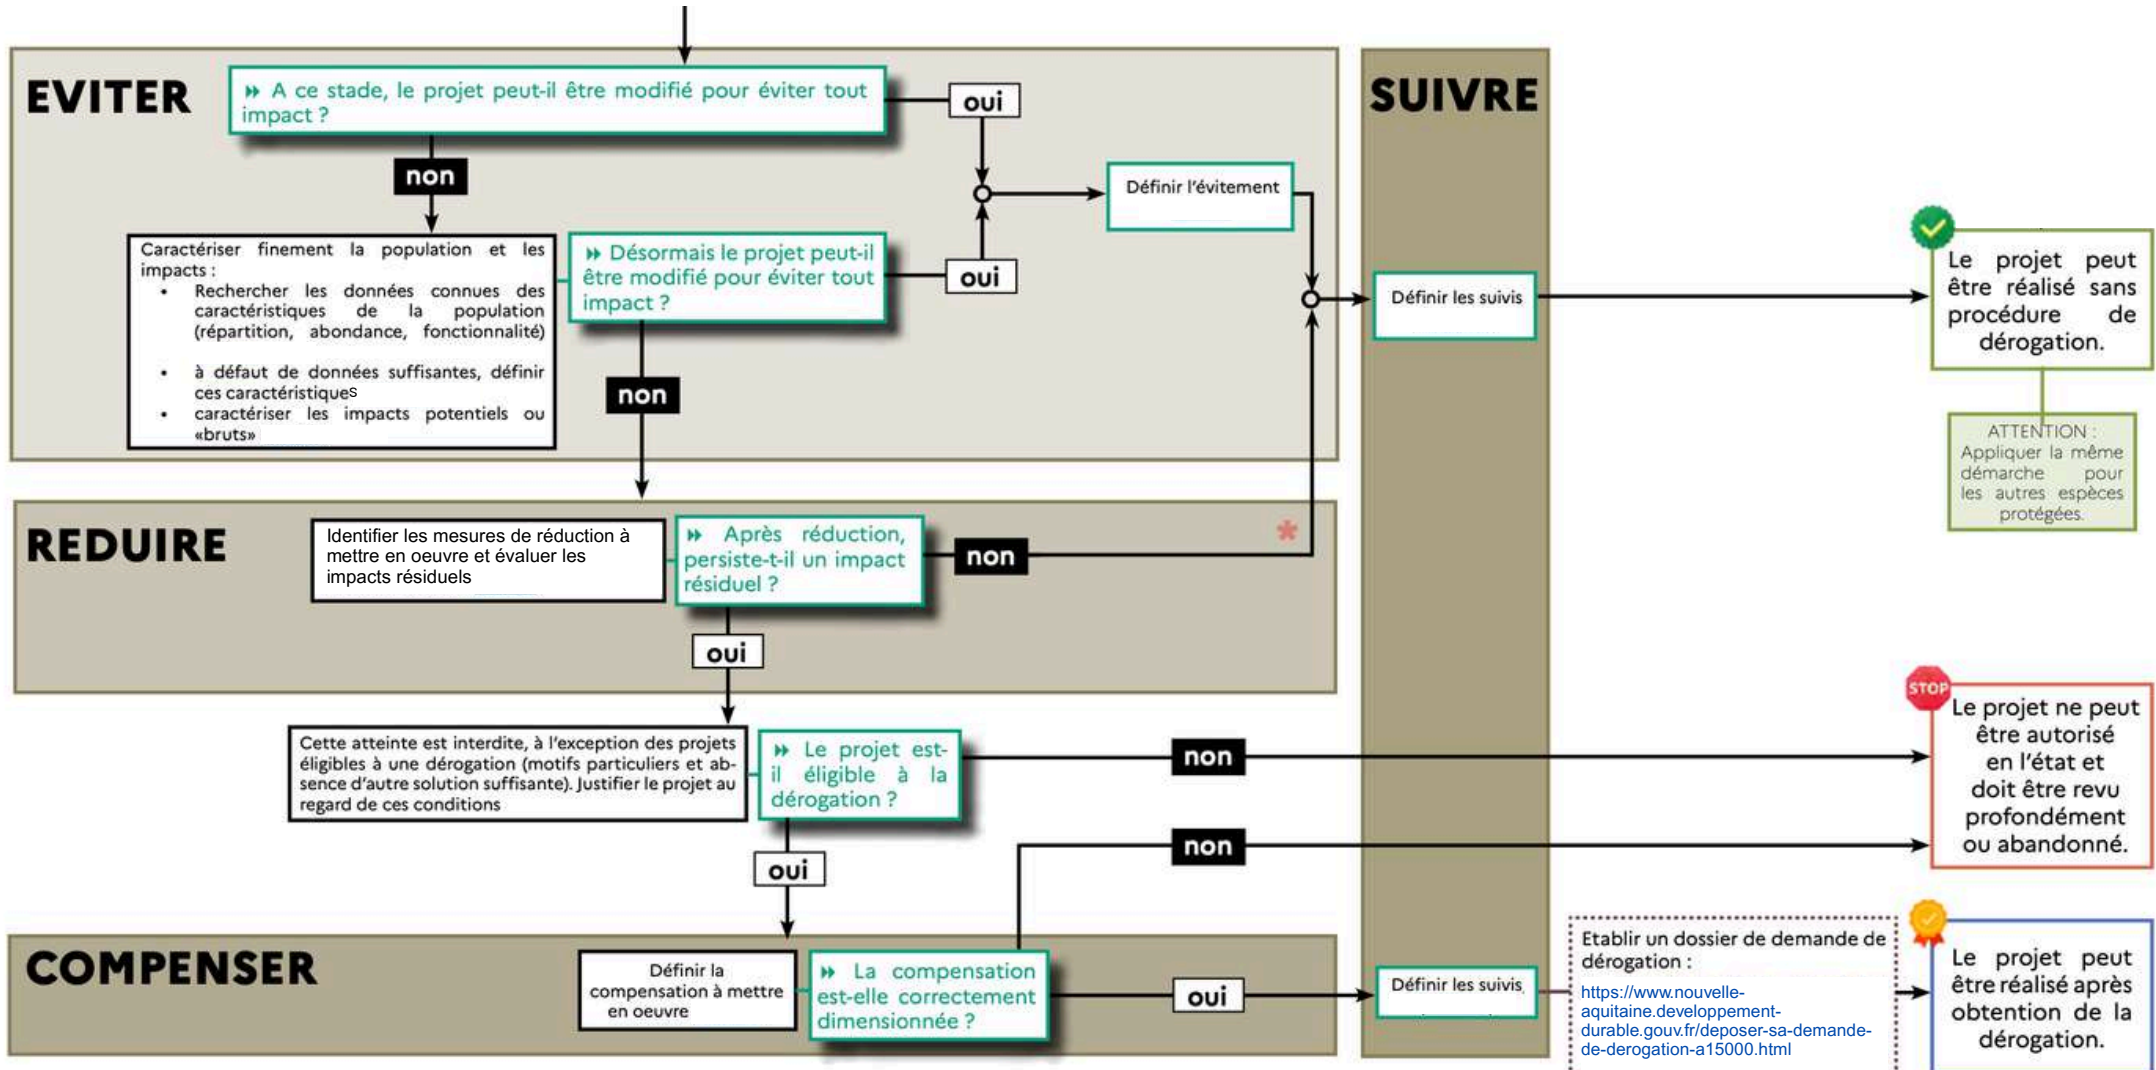 EVITER
» A ce stade, le projet peut-il être modifié pour éviter tout
impact ?
oui
non
Caractériser finement la population et les
impacts :
• Rechercher les données connues des
caractéristiques de la population
(répartition, abondance, fonctionnalité)
• à défaut de données suffisantes, définir
ces caractéristiques
• caractériser les impacts potentiels ou
«bruts»
» Désormais le projet peut-il
être modifié pour éviter tout
impact ?
oui
non
Définir l'évitement
SUIVRE
Définir les suivis
Le projet peut
être réalisé sans
procédure de
dérogation.
ATTENTION :
Appliquer la même
démarche pour
les autres espèces
protégées.
REDUIRE
Identifier les mesures de réduction à
mettre en oeuvre et évaluer les
impacts résiduels
» Après réduction,
persiste-t-il un impact
résiduel ?
non
*
oui
Cette atteinte est interdite, à l'exception des projets
éligibles à une dérogation (motifs particuliers et ab-
sence d'autre solution suffisante). Justifier le projet au
regard de ces conditions
» Le projet est-
il éligible à la
dérogation ?
non
oui
non
STOP
Le projet ne peut
être autorisé
en l'état et
doit être revu
profondément
ou abandonné.
COMPENSER
Définir la
compensation à mettre
en oeuvre
» La compensation
est-elle correctement
dimensionnée ?
oui
Définir les suivis
Etablir un dossier de demande de
dérogation :
https://www.nouvelle-
aquitaine.developpement-
durable.gouv.fr/deposer-sa-demande-
de-derogation-a15000.html
Le projet peut
être réalisé après
obtention de la
dérogation.